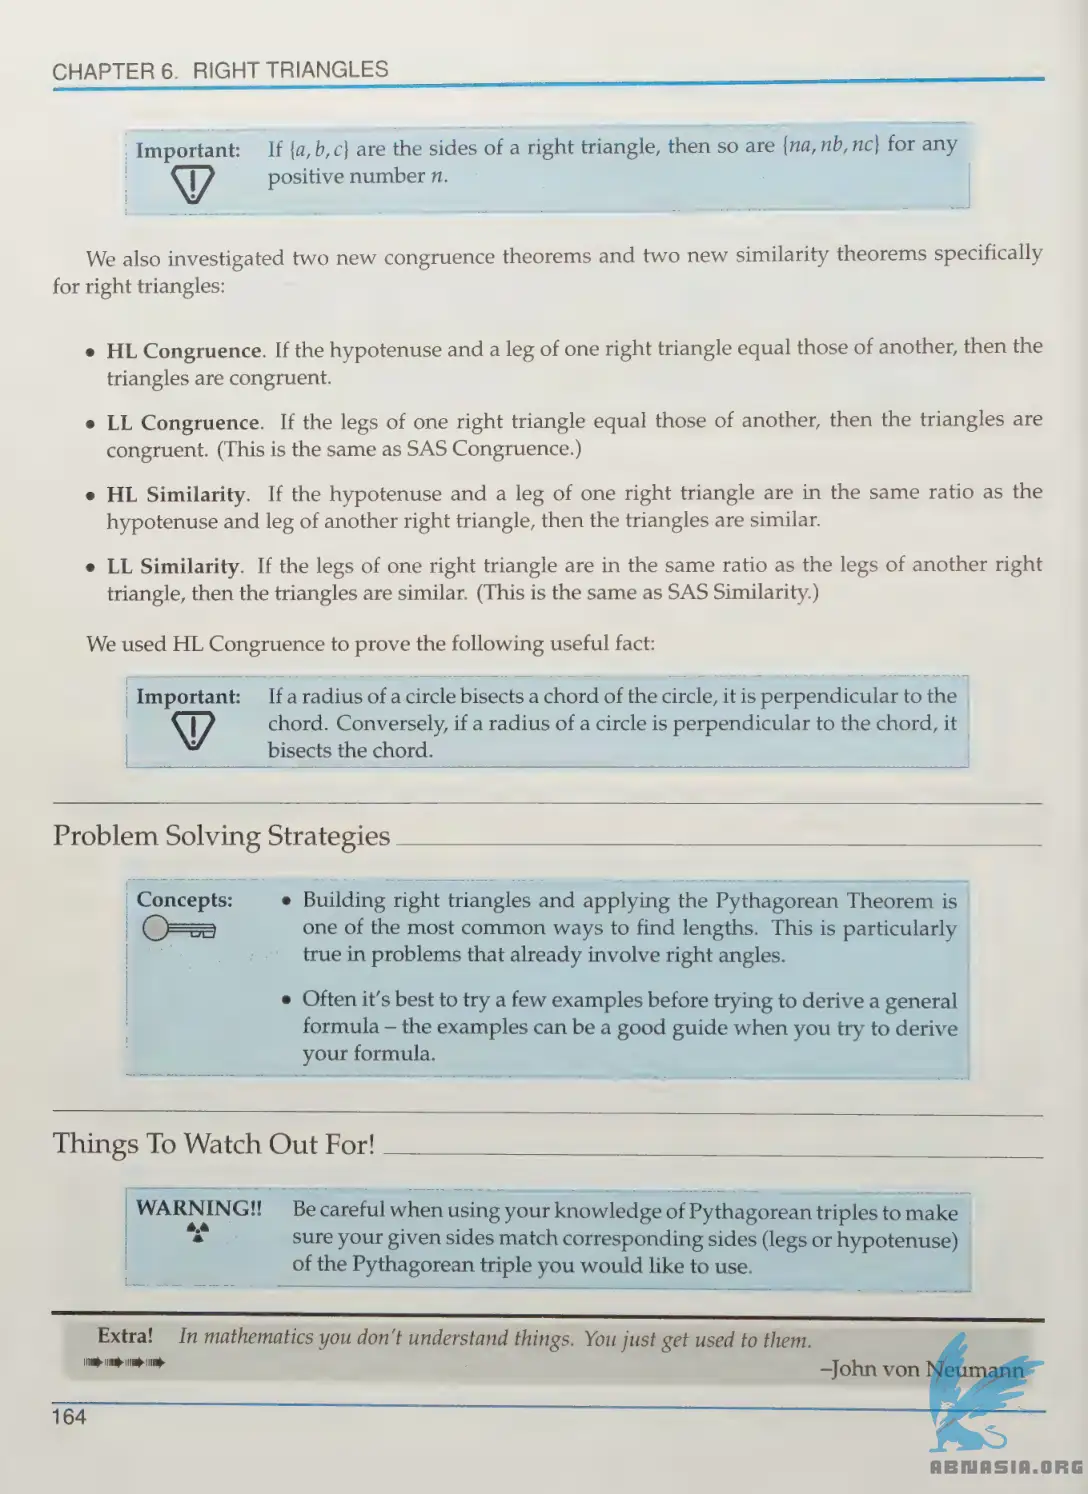 CHAPTER 6. RIGHT TRIANGLES
Important: If {a, b, c} are the sides of a right triangle, then so are {na, nb, nc} for any
positive number n.
We also investigated two new congruence theorems and two new similarity theorems specifically
for right triangles:
• HL Congruence. If the hypotenuse and a leg of one right triangle equal those of another, then the
triangles are congruent.
• LL Congruence. If the legs of one right triangle equal those of another, then the triangles are
congruent. (This is the same as SAS Congruence.)
• HL Similarity. If the hypotenuse and a leg of one right triangle are in the same ratio as the
hypotenuse and leg of another right triangle, then the triangles are similar.
• LL Similarity. If the legs of one right triangle are in the same ratio as the legs of another right
triangle, then the triangles are similar. (This is the same as SAS Similarity.)
We used HL Congruence to prove the following useful fact:
Important: If a radius of a circle bisects a chord of the circle, it is perpendicular to the
chord. Conversely, if a radius of a circle is perpendicular to the chord, it
bisects the chord.
Problem Solving Strategies
Concepts: • Building right triangles and applying the Pythagorean Theorem is
one of the most common ways to find lengths. This is particularly
true in problems that already involve right angles.
• Often it's best to try a few examples before trying to derive a general
formula – the examples can be a good guide when you try to derive
your formula.
Things To Watch Out For!
WARNING!! Be careful when using your knowledge of Pythagorean triples to make
sure your given sides match corresponding sides (legs or hypotenuse)
of the Pythagorean triple you would like to use.
Extra! In mathematics you don't understand things. You just get used to them.
–John von Neumann
164
ABNASIA.ORG